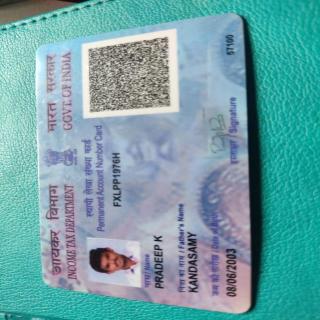 आयकर विभाग
INCOME TAX DEPARTMENT
भारत सरकार
GOVT. OF INDIA
स्थायी लेखा संख्या कार्ड
Permanent Account Number Card
FXLPP1976H
नाम / Name
PRADEEP K
पिता का नाम / Father's Name
KANDASAMY
जन्म की तारीख / Date of Birth
08/06/2003
हस्ताक्षर / Signature
57100